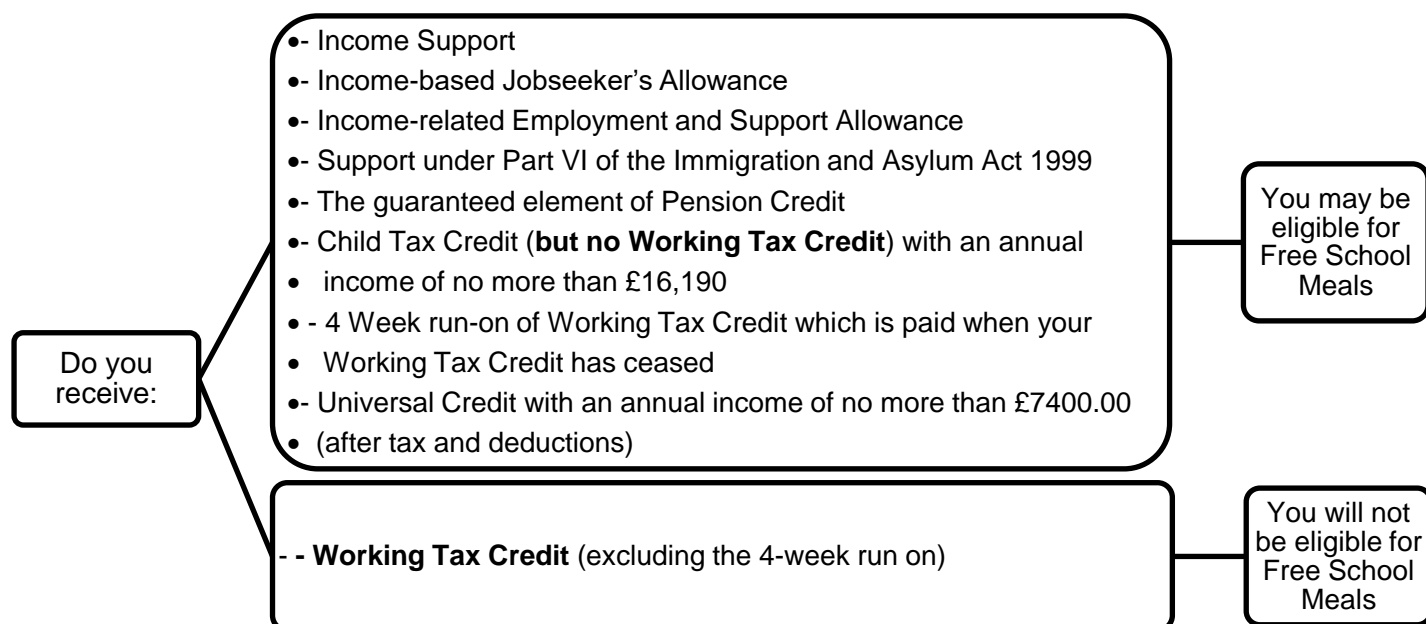 Do you
receive:
•- Income Support
•- Income-based Jobseeker’s Allowance
•- Income-related Employment and Support Allowance
•- Support under Part VI of the Immigration and Asylum Act 1999
•- The guaranteed element of Pension Credit
•- Child Tax Credit (but no Working Tax Credit) with an annual
• income of no more than £16,190
• - 4 Week run-on of Working Tax Credit which is paid when your
• Working Tax Credit has ceased
•- Universal Credit with an annual income of no more than £7400.00
• (after tax and deductions)
You may be
eligible for
Free School
Meals
- - Working Tax Credit (excluding the 4-week run on)
You will not
be eligible for
Free School
Meals